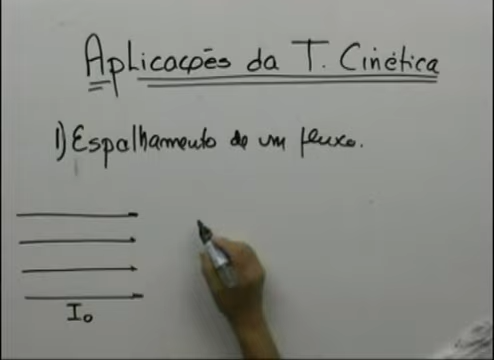 Aplicações da T. Cinética
1) Espalhamento de um fluxo.
I₀